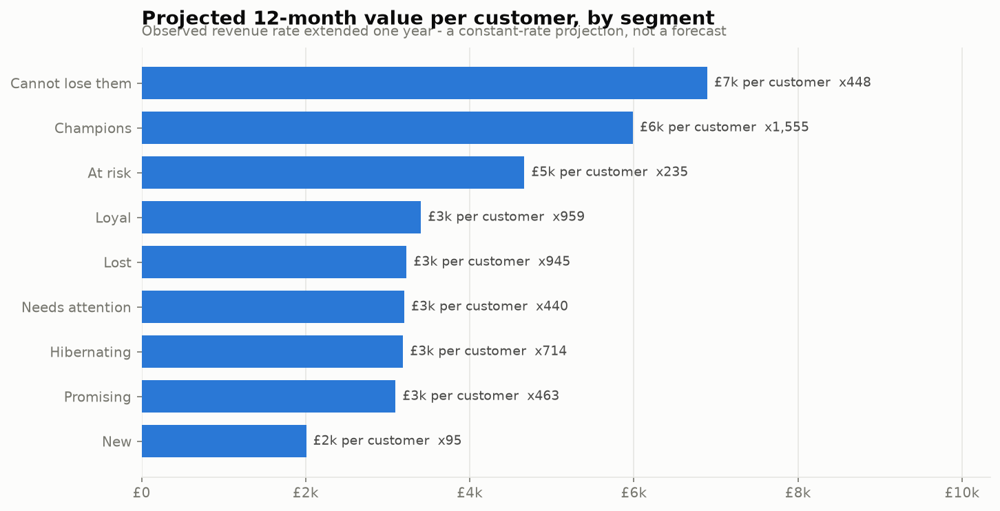 Projected 12-month value per customer, by segment
Observed revenue rate extended one year - a constant-rate projection, not a forecast
Cannot lose them £7k per customer x448
Champions £6k per customer x1,555
At risk £5k per customer x235
Loyal £3k per customer x959
Lost £3k per customer x945
Needs attention £3k per customer x440
Hibernating £3k per customer x714
Promising £3k per customer x463
New £2k per customer x95
£0 £2k £4k £6k £8k £10k